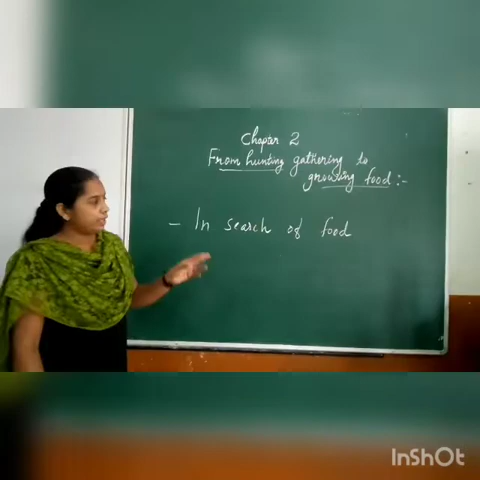 Chapter 2
From hunting gathering to
growing food :-
- In search of food
InShOt